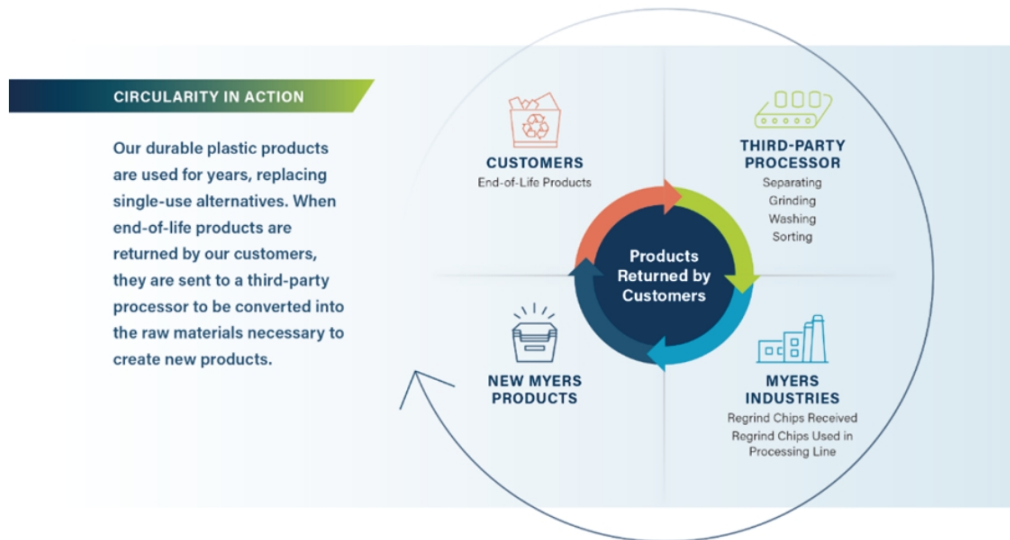 CIRCULARITY IN ACTION
Our durable plastic products
are used for years, replacing
single-use alternatives. When
end-of-life products are
returned by our customers,
they are sent to a third-party
processor to be converted into
the raw materials necessary to
create new products.
CUSTOMERS
End-of-Life Products
THIRD-PARTY
PROCESSOR
Separating
Grinding
Washing
Sorting
Products
Returned by
Customers
NEW MYERS
PRODUCTS
MYERS
INDUSTRIES
Regrind Chips Received
Regrind Chips Used in
Processing Line